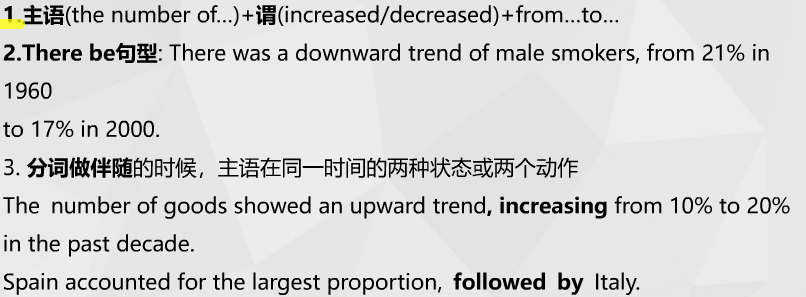 1.主语(the number of...)+谓(increased/decreased)+from...to...
2.There be句型: There was a downward trend of male smokers, from 21% in
1960
to 17% in 2000.
3. 分词做伴随的时候，主语在同一时间的两种状态或两个动作
The number of goods showed an upward trend, increasing from 10% to 20%
in the past decade.
Spain accounted for the largest proportion, followed by Italy.